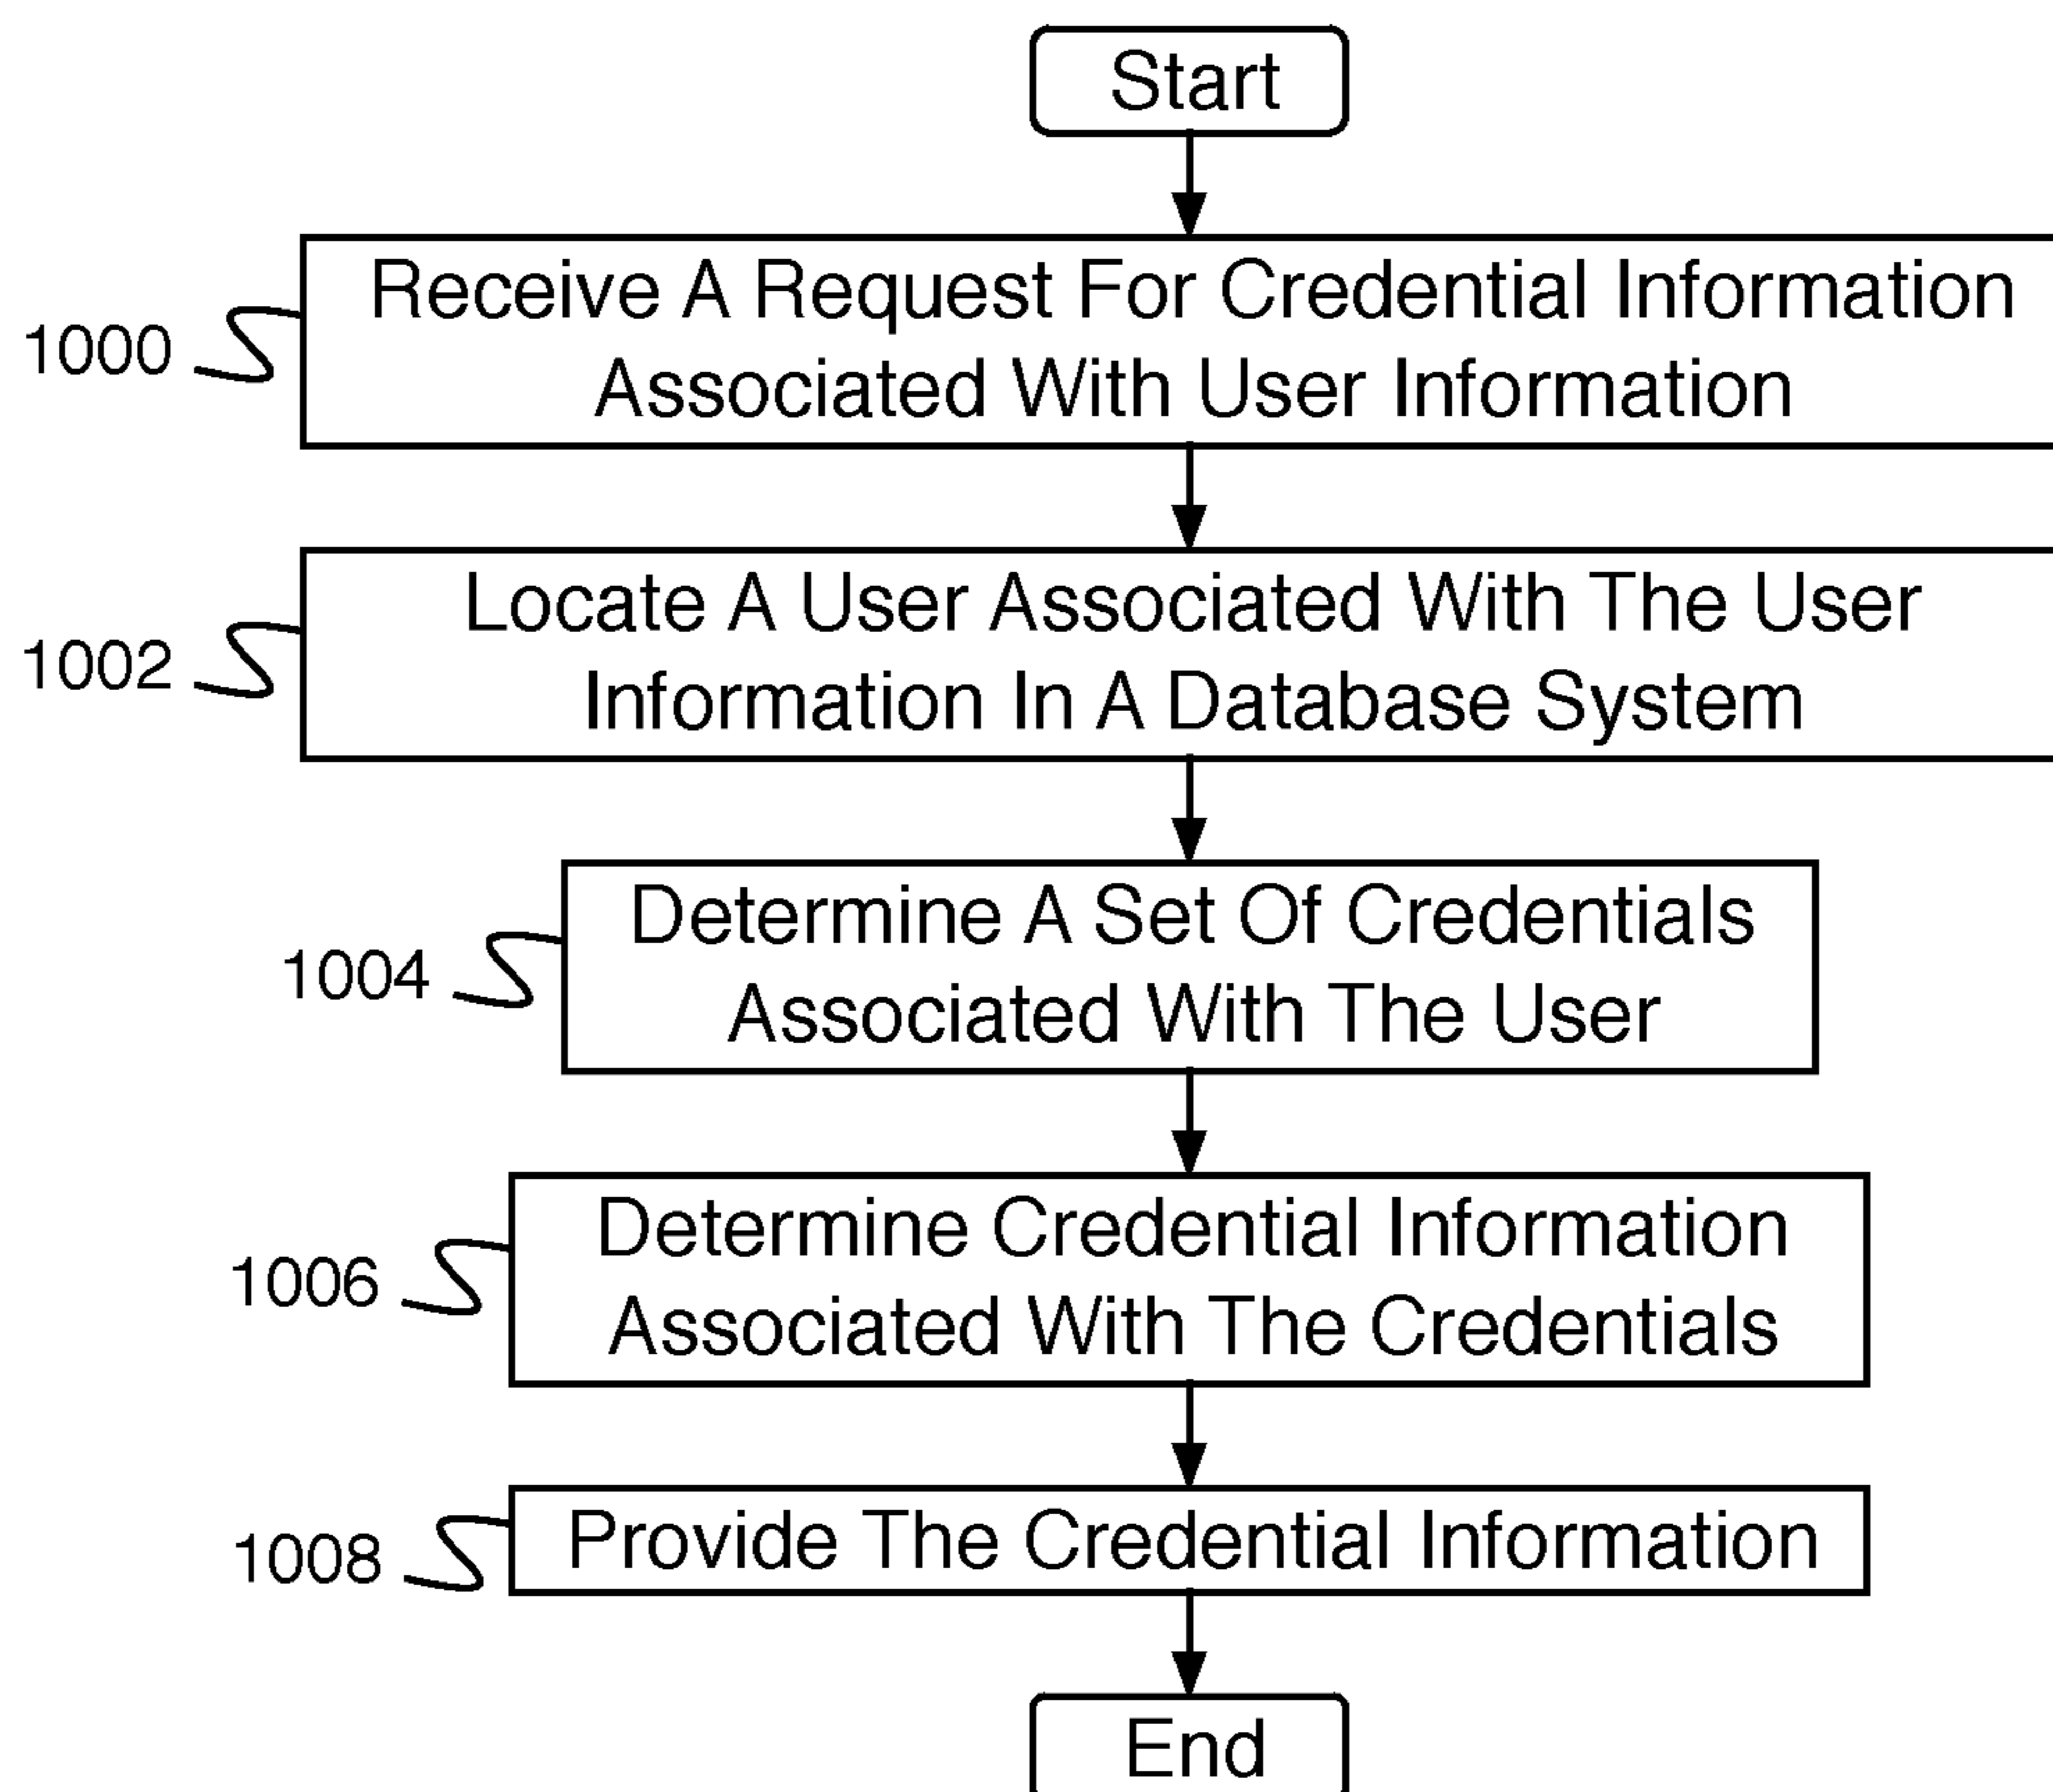 Start
Receive A Request For Credential Information
Associated With User Information
1000
Locate A User Associated With The User
Information In A Database System
1002
Determine A Set Of Credentials
Associated With The User
1004
Determine Credential Information
Associated With The Credentials
1006
Provide The Credential Information
1008
End